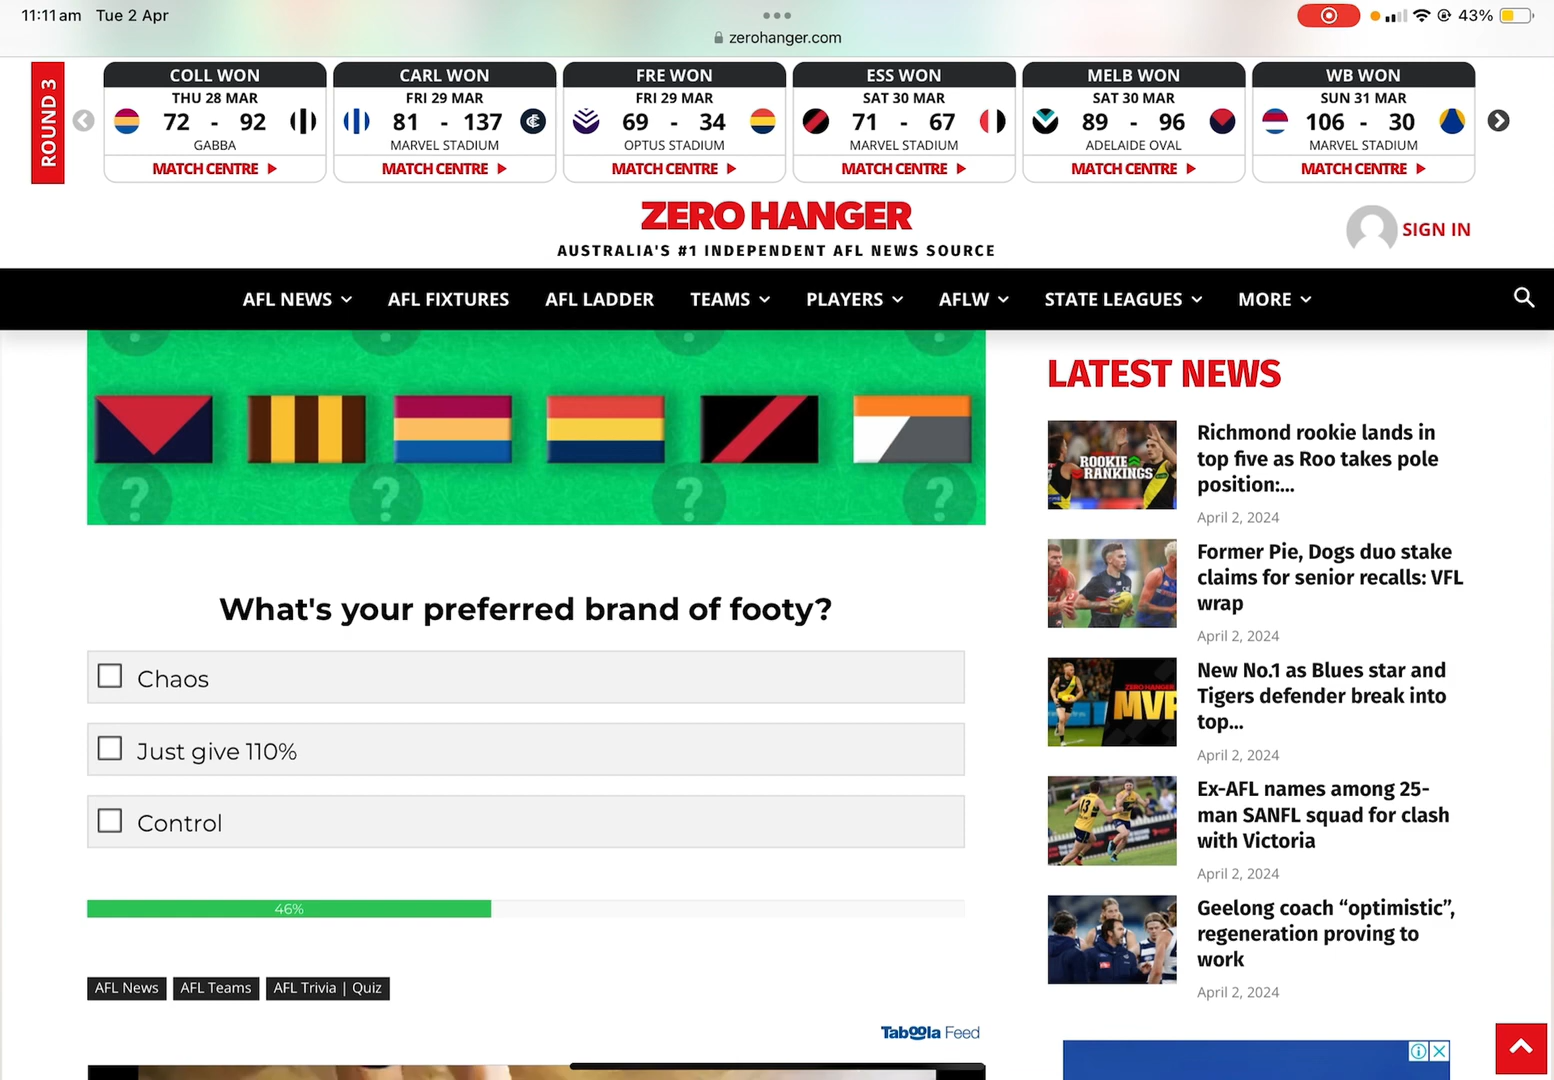 11:11 am Tue 2 Apr
43%
zerohanger.com
ROUND 3
COLL WON
THU 28 MAR
72 - 92
GABBA
MATCH CENTRE
CARL WON
FRI 29 MAR
81 - 137
MARVEL STADIUM
MATCH CENTRE
FRE WON
FRI 29 MAR
69 - 34
OPTUS STADIUM
MATCH CENTRE
ESS WON
SAT 30 MAR
71 - 67
MARVEL STADIUM
MATCH CENTRE
MELB WON
SAT 30 MAR
89 - 96
ADELAIDE OVAL
MATCH CENTRE
WB WON
SUN 31 MAR
106 - 30
MARVEL STADIUM
MATCH CENTRE
ZERO HANGER
AUSTRALIA'S #1 INDEPENDENT AFL NEWS SOURCE
SIGN IN
AFL NEWS AFL FIXTURES AFL LADDER TEAMS PLAYERS AFLW STATE LEAGUES MORE
? ? ? ?
What's your preferred brand of footy?
Chaos
Just give 110%
Control
46%
AFL News AFL Teams AFL Trivia | Quiz
Taboola Feed
LATEST NEWS
ROOKIE
RANKINGS
Richmond rookie lands in
top five as Roo takes pole
position:...
April 2, 2024
Former Pie, Dogs duo stake
claims for senior recalls: VFL
wrap
April 2, 2024
ZERO HANGER
MVP
New No.1 as Blues star and
Tigers defender break into
top...
April 2, 2024
13
Ex-AFL names among 25-
man SANFL squad for clash
with Victoria
April 2, 2024
Geelong coach “optimistic”,
regeneration proving to
work
April 2, 2024